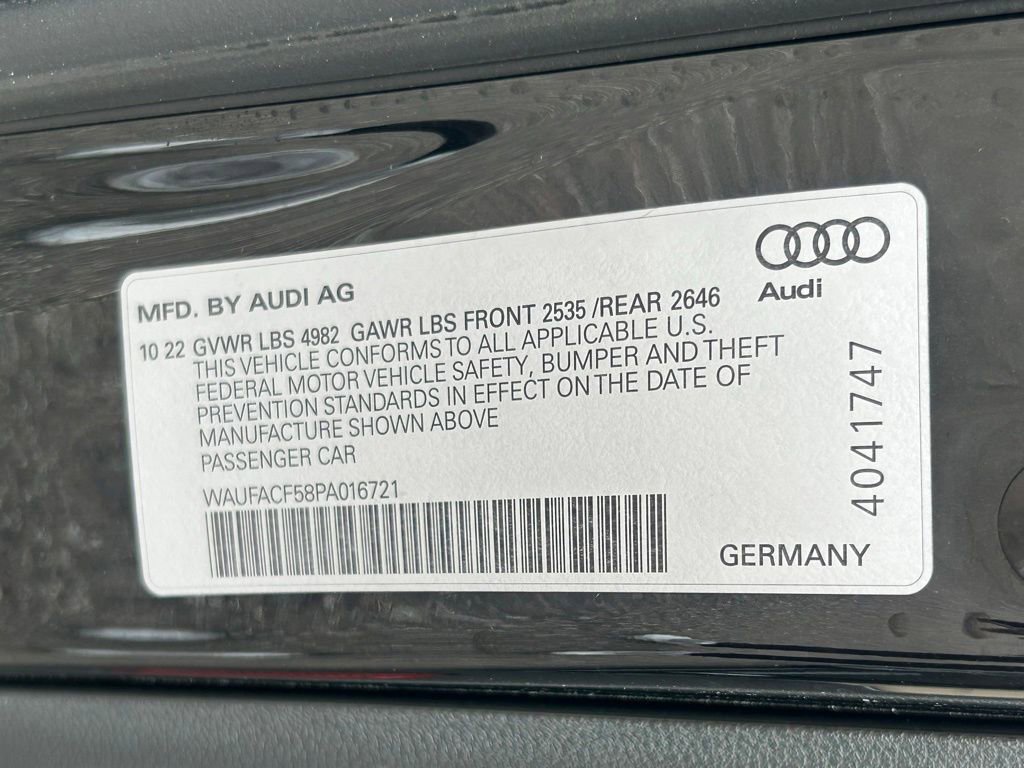 Audi
MFD. BY AUDI AG
10 22 GVWR LBS 4982 GAWR LBS FRONT 2535 /REAR 2646
THIS VEHICLE CONFORMS TO ALL APPLICABLE U.S.
FEDERAL MOTOR VEHICLE SAFETY, BUMPER AND THEFT
PREVENTION STANDARDS IN EFFECT ON THE DATE OF
MANUFACTURE SHOWN ABOVE
PASSENGER CAR
WAUFACF58PA016721
GERMANY
4041747